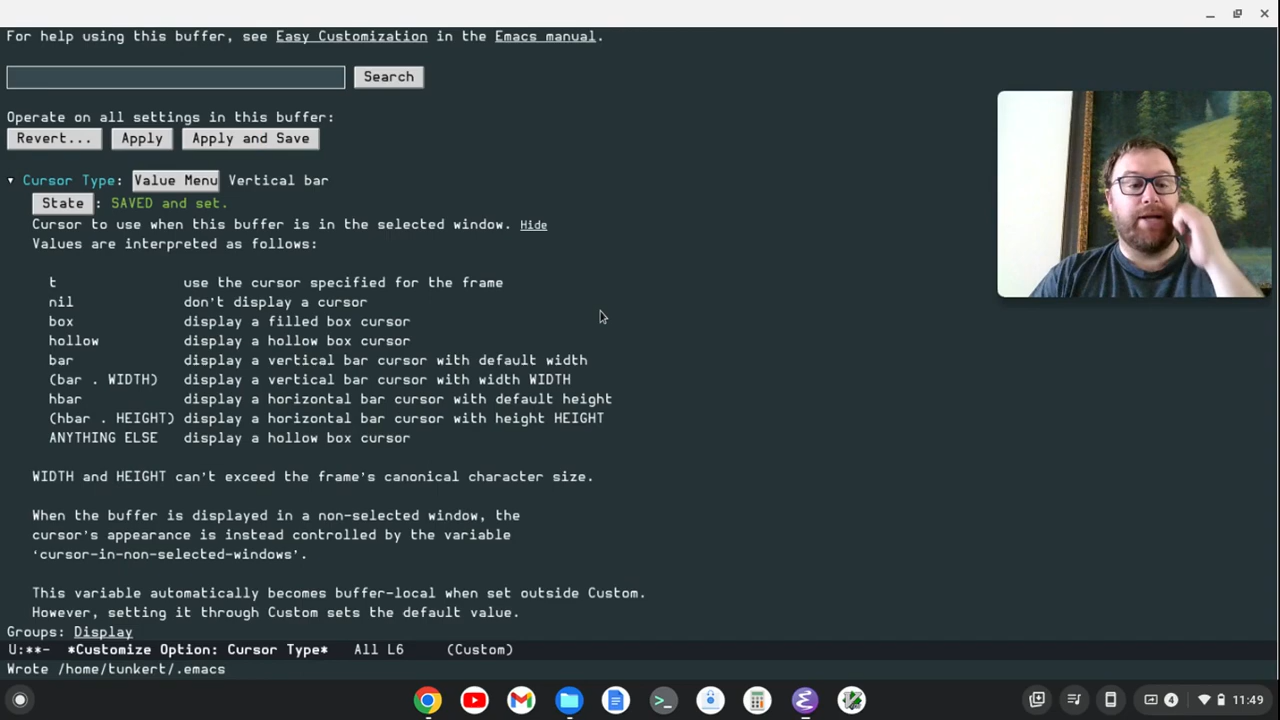 For help using this buffer, see Easy Customization in the Emacs manual.
Search
Operate on all settings in this buffer:
Revert... Apply Apply and Save
▾ Cursor Type: Value Menu Vertical bar
State : SAVED and set.
Cursor to use when this buffer is in the selected window. Hide
Values are interpreted as follows:
t use the cursor specified for the frame
nil don't display a cursor
box display a filled box cursor
hollow display a hollow box cursor
bar display a vertical bar cursor with default width
(bar . WIDTH) display a vertical bar cursor with width WIDTH
hbar display a horizontal bar cursor with default height
(hbar . HEIGHT) display a horizontal bar cursor with height HEIGHT
ANYTHING ELSE display a hollow box cursor
WIDTH and HEIGHT can't exceed the frame's canonical character size.
When the buffer is displayed in a non-selected window, the
cursor's appearance is instead controlled by the variable
‘cursor-in-non-selected-windows’.
This variable automatically becomes buffer-local when set outside Custom.
However, setting it through Custom sets the default value.
Groups: Display
U:**- *Customize Option: Cursor Type* All L6 (Custom)
Wrote /home/tunkert/.emacs
4 11:49